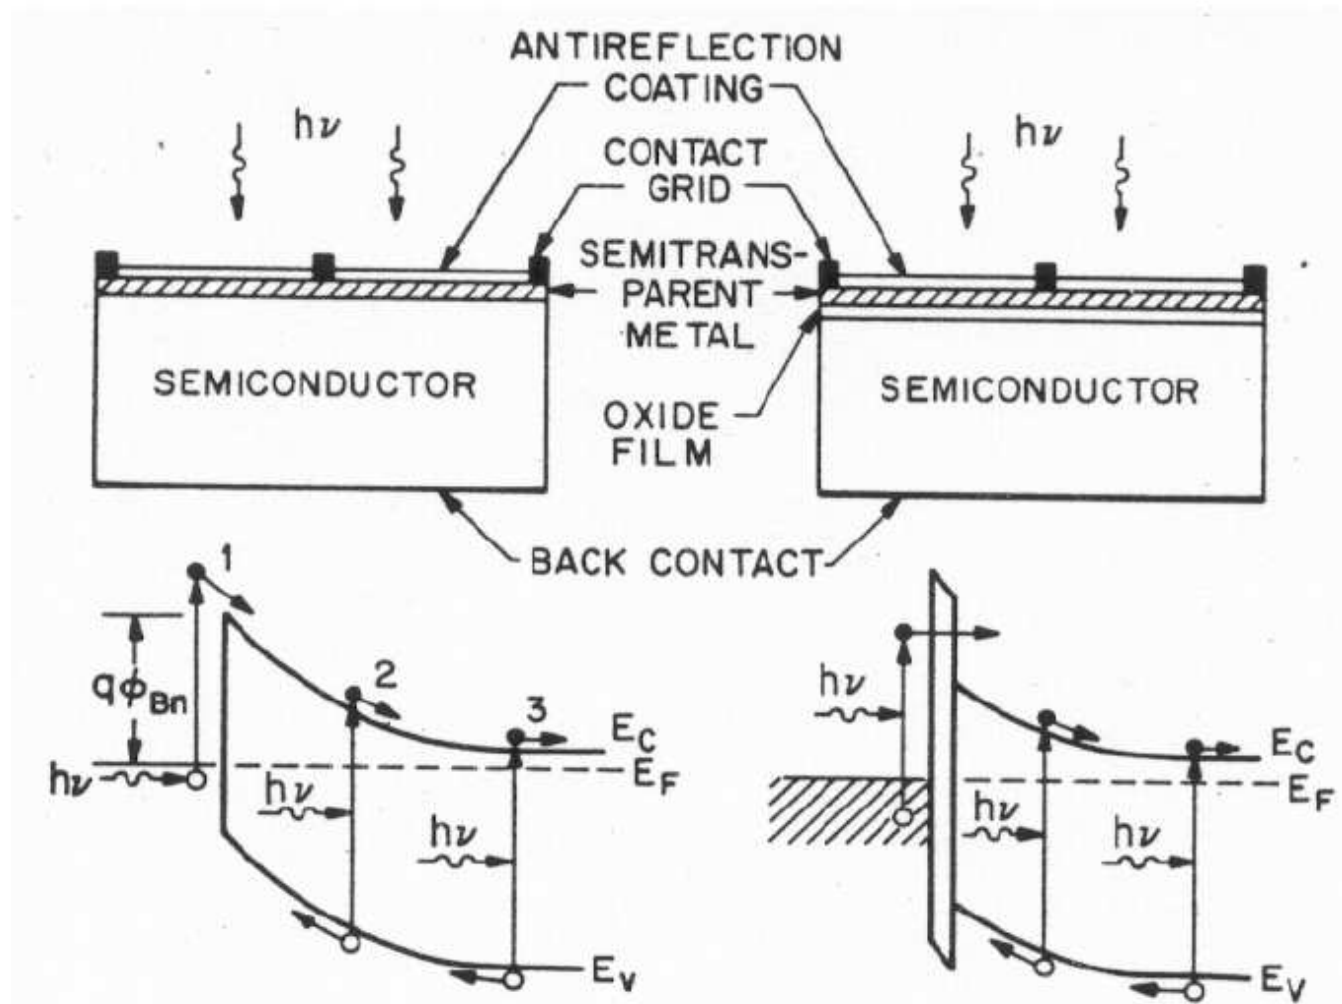 ANTIREFLECTION
COATING
hν
hν
CONTACT
GRID
SEMITRANS-
PARENT
METAL
SEMICONDUCTOR
SEMICONDUCTOR
OXIDE
FILM
BACK CONTACT
1
qϕBn
2
hν
3
EC
EC
hν
EF
EF
hν
hν
hν
hν
EV
EV